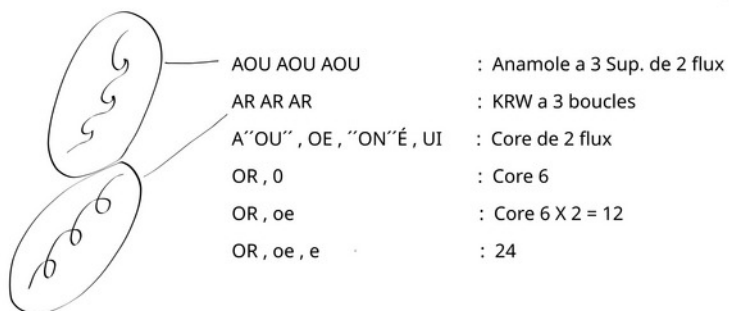 AOU AOU AOU : Anamole a 3 Sup. de 2 flux
AR AR AR : KRW a 3 boucles
A´´OU´´ , OE , ´´ON´´É , UI : Core de 2 flux
OR , 0 : Core 6
OR , oe : Core 6 X 2 = 12
OR , oe , e : 24